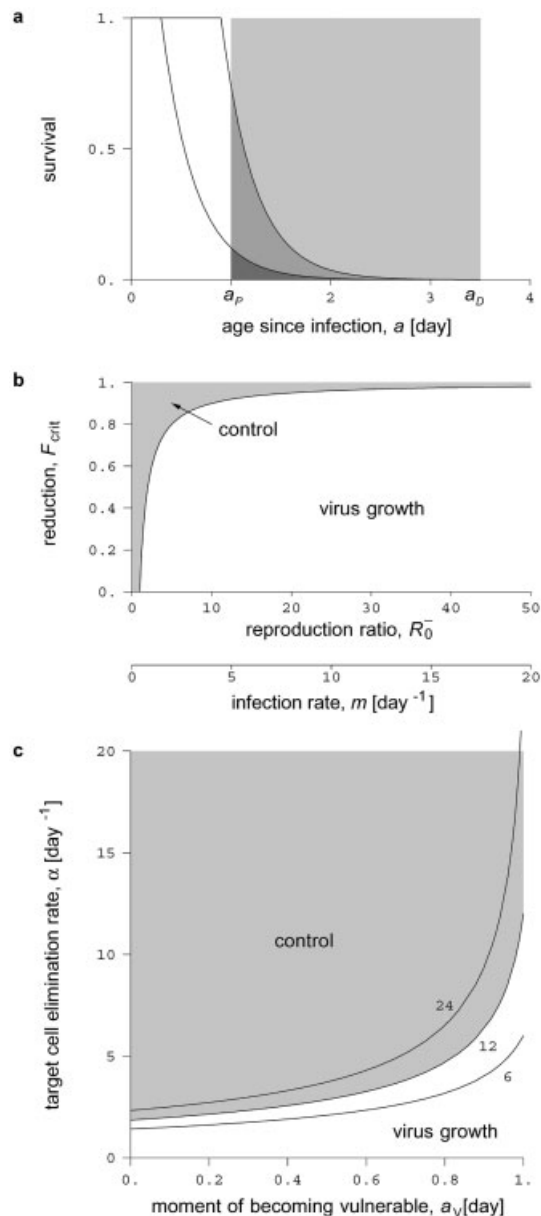 a
1.
0.5
0.
survival
0 a_P 2 3 a_D 4
age since infection, a [day]
b
1.
0.8
0.6
0.4
0.2
0.
reduction, F_crit
control
virus growth
0 10 20 30 40 50
reproduction ratio, R_0^-
0 5 10 15 20
infection rate, m [day -1]
c
20
15
10
5
0
target cell elimination rate, α [day -1]
control
24
12
6
virus growth
0. 0.2 0.4 0.6 0.8 1.
moment of becoming vulnerable, a_V[day]